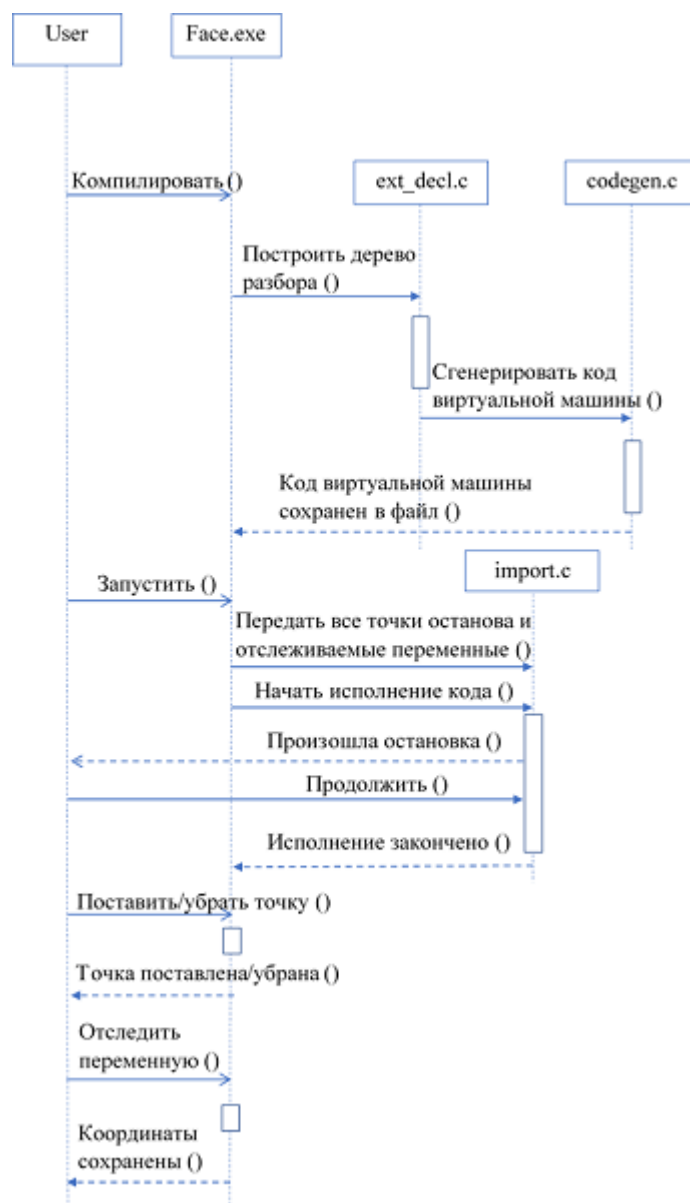 User
Face.exe
ext_decl.c
codegen.c
Компилировать ()
Построить дерево
разбора ()
Сгенерировать код
виртуальной машины ()
Код виртуальной машины
сохранен в файл ()
import.c
Запустить ()
Передать все точки останова и
отслеживаемые переменные ()
Начать исполнение кода ()
Произошла остановка ()
Продолжить ()
Исполнение закончено ()
Поставить/убрать точку ()
Точка поставлена/убрана ()
Отследить
переменную ()
Координаты
сохранены ()